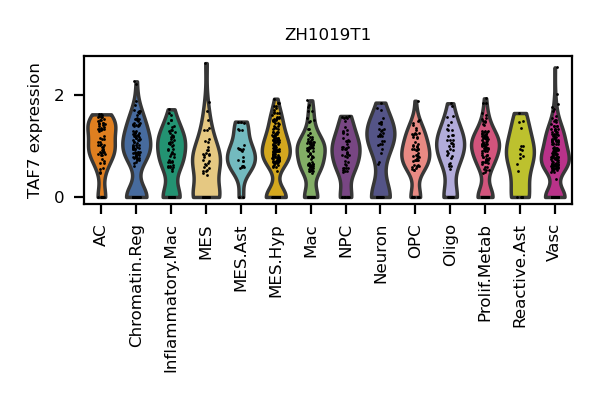 ZH1019T1
TAF7 expression
2
0
AC
Chromatin.Reg
Inflammatory.Mac
MES
MES.Ast
MES.Hyp
Mac
NPC
Neuron
OPC
Oligo
Prolif.Metab
Reactive.Ast
Vasc